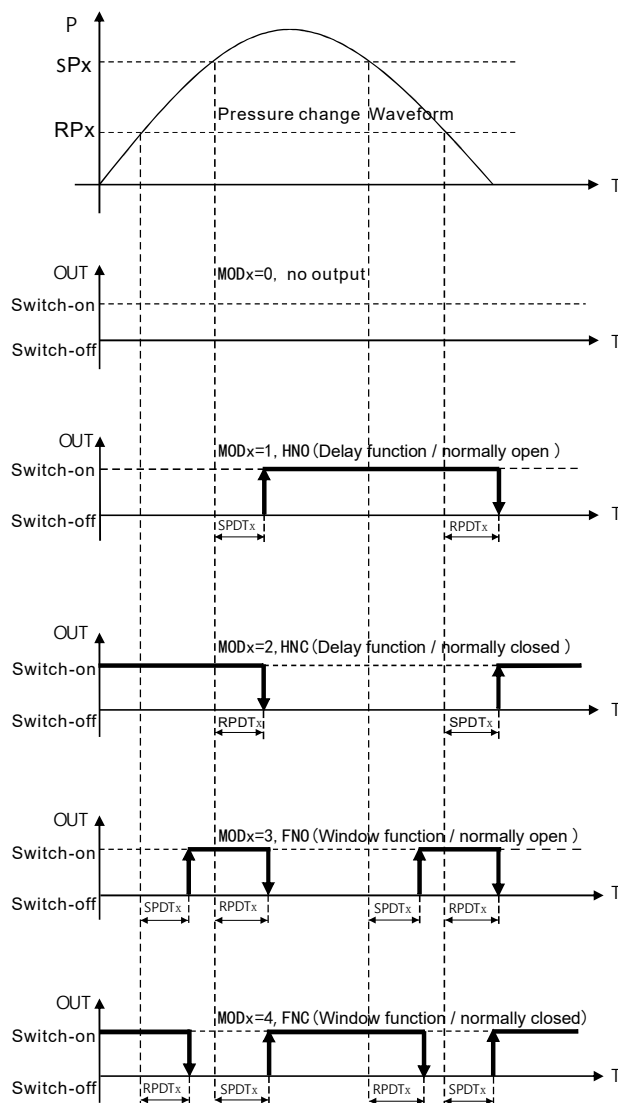 P
sPx
Pressure change Waveform
RPx
T
OUT
MODx=0, no output
Switch-on
Switch-off
T
OUT
MODx=1, HNO(Delay function / normally open )
Switch-on
Switch-off
T
SPDTx
RPDTx
OUT
MODx=2, HNC(Delay function / normally closed )
Switch-on
Switch-off
T
RPDTx
SPDTx
OUT
MODx=3, FNO(Window function / normally open )
Switch-on
Switch-off
T
SPDTx
RPDTx
SPDTx
RPDTx
OUT
MODx=4, FNC(Window function / normally closed)
Switch-on
Switch-off
T
RPDTx
SPDTx
RPDTx
SPDTx